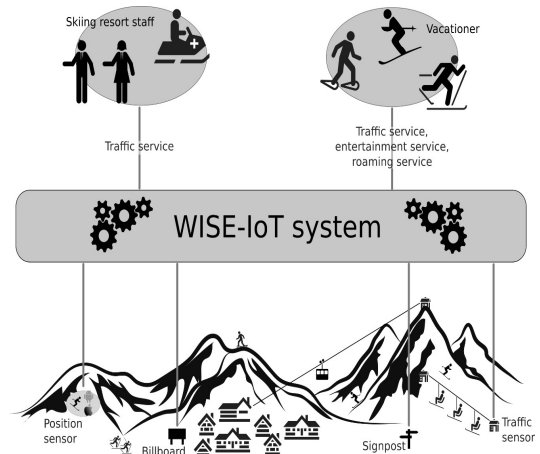 Skiing resort staff
Vacationer
Traffic service
Traffic service,
entertainment service,
roaming service
WISE-IoT system
Position
sensor
Billboard
Signpost
Traffic
sensor